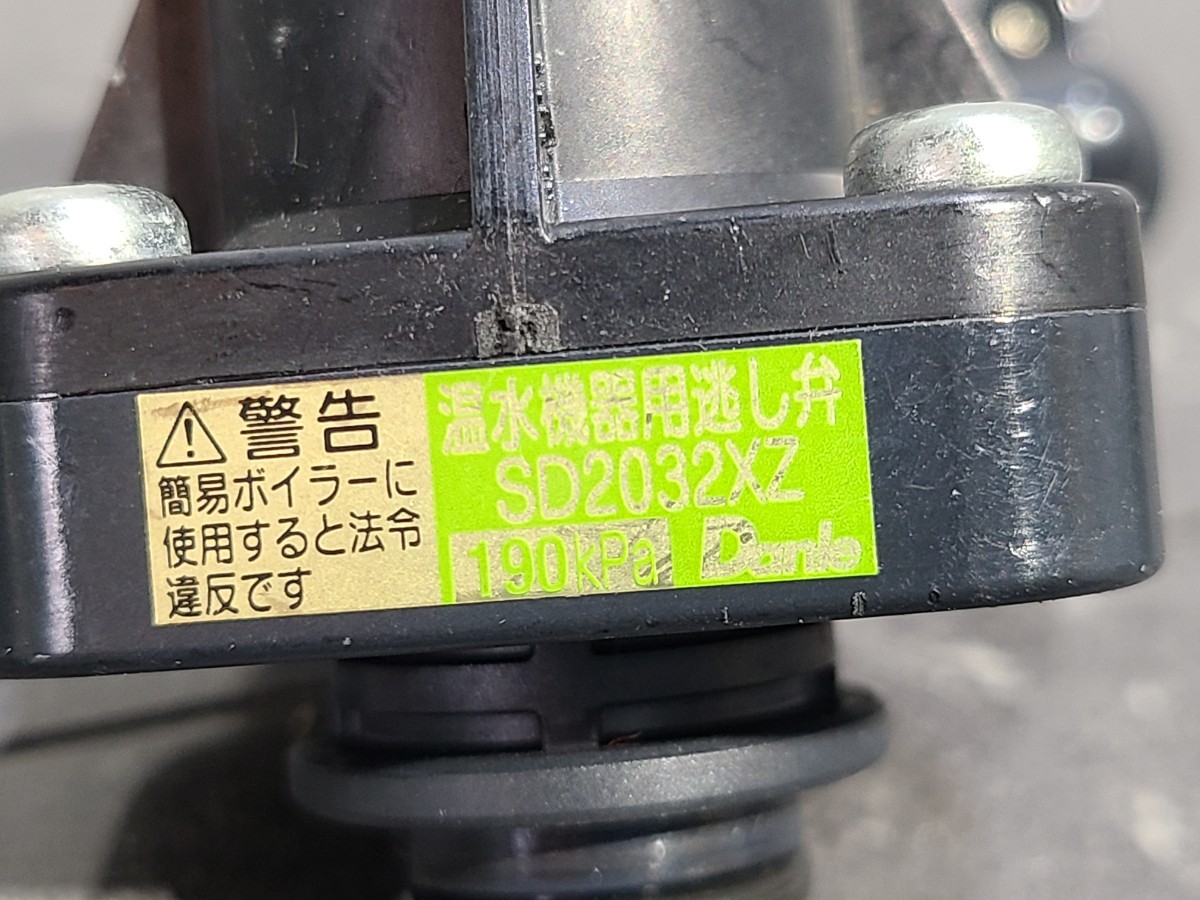 警告
簡易ボイラーに
使用すると法令
違反です
温水機器用逃し弁
SD2032XZ
190kPa
Danle